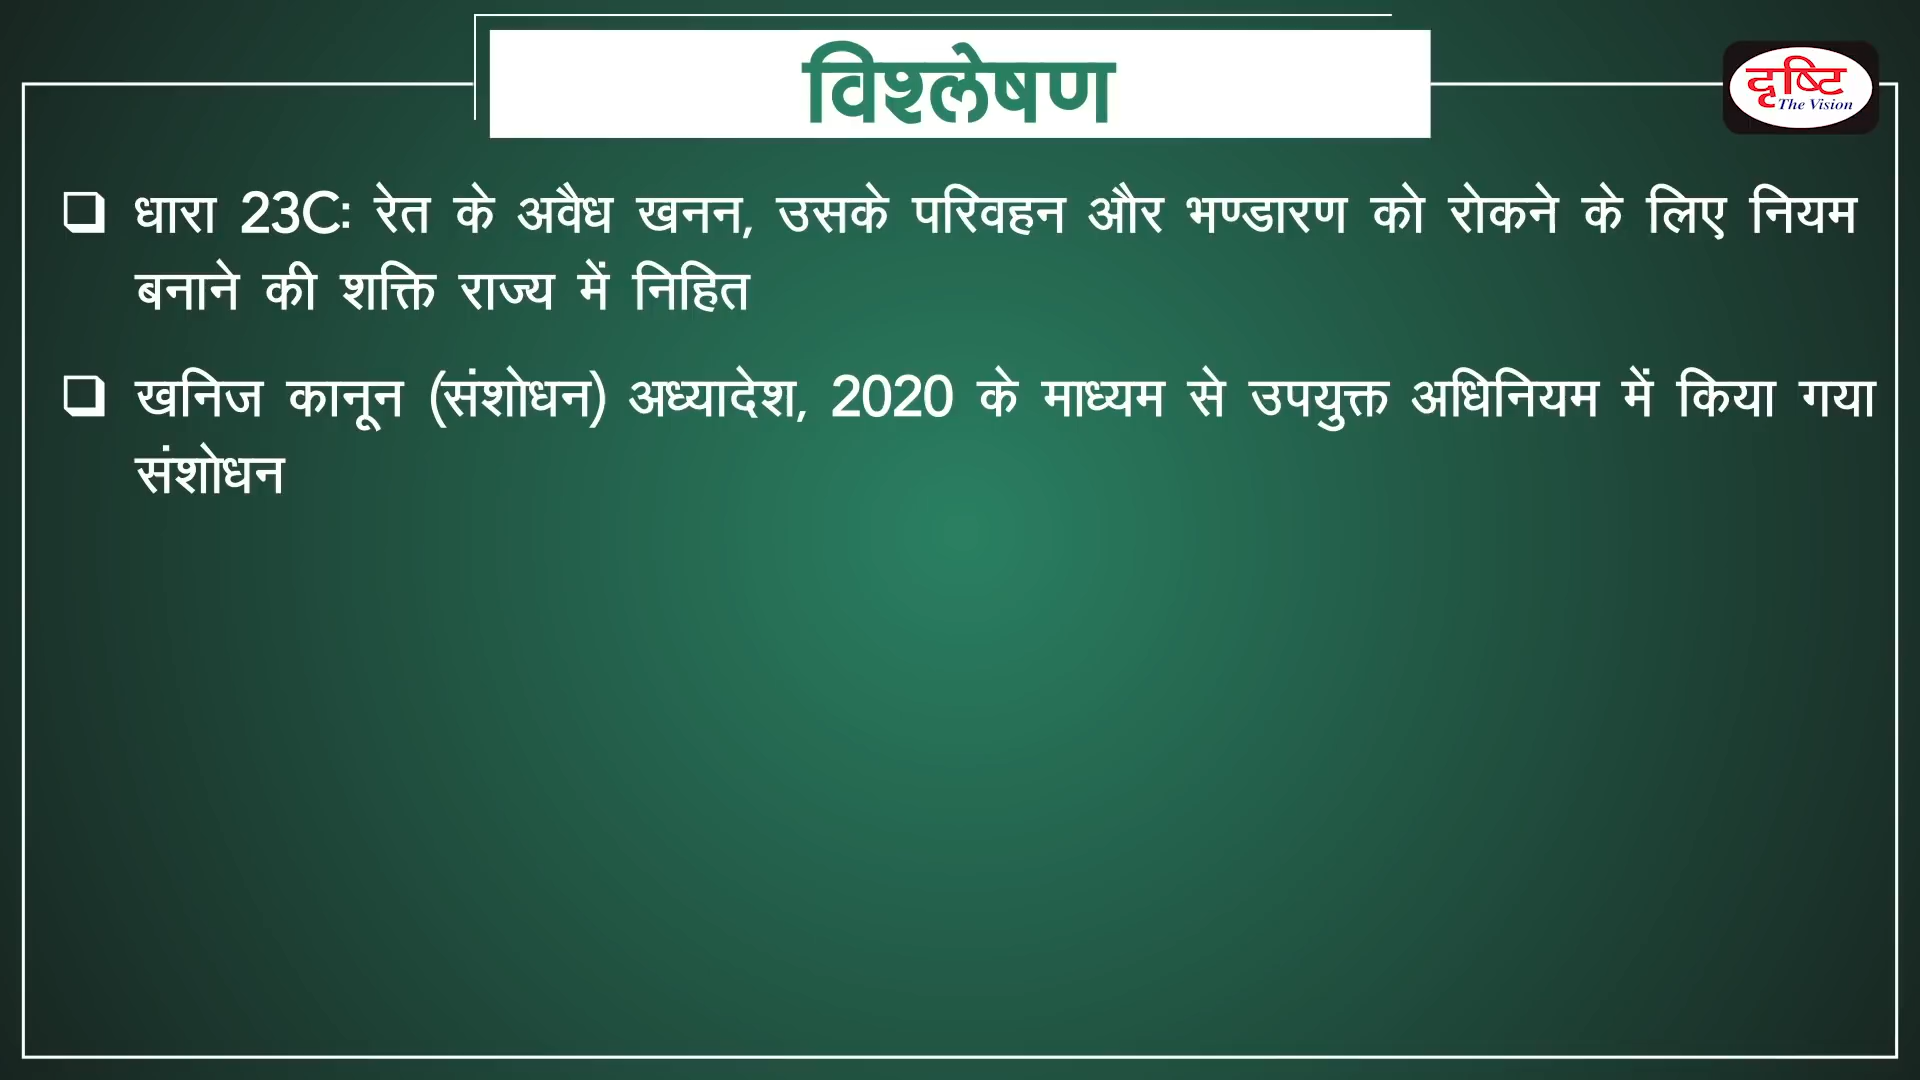 विश्लेषण
दृष्टि
The Vision
❑ धारा 23C: रेत के अवैध खनन, उसके परिवहन और भण्डारण को रोकने के लिए नियम
बनाने की शक्ति राज्य में निहित
❑ खनिज कानून (संशोधन) अध्यादेश, 2020 के माध्यम से उपयुक्त अधिनियम में किया गया
संशोधन